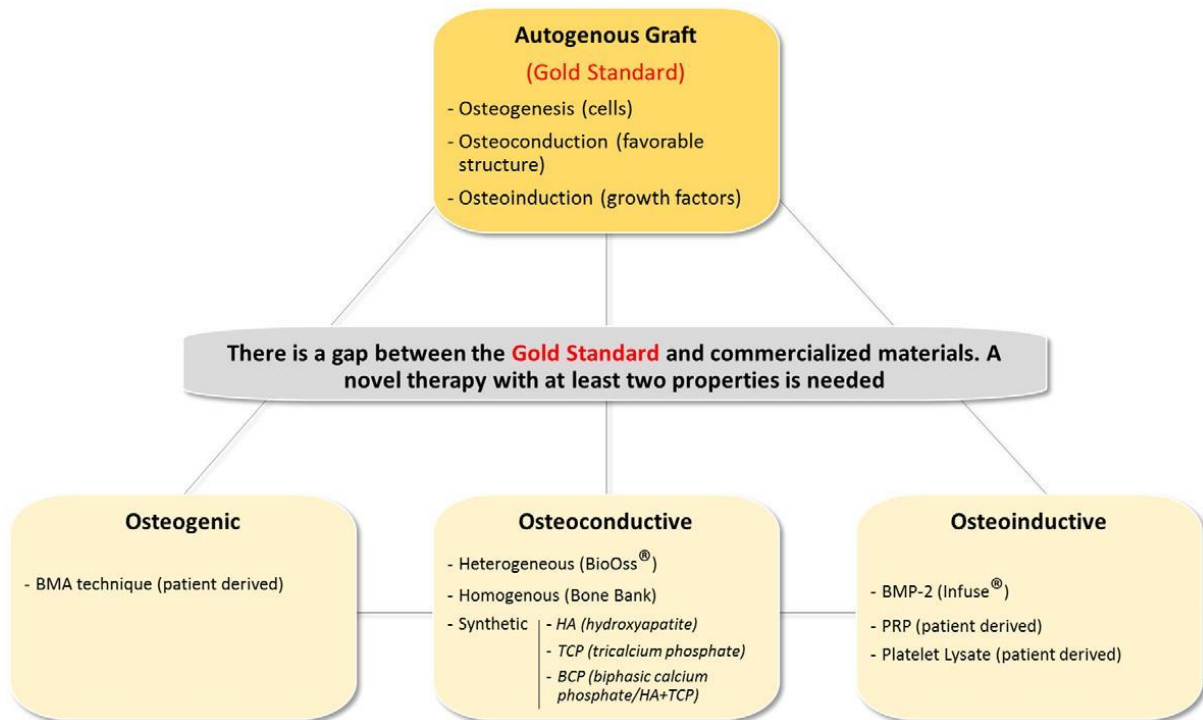 Autogenous Graft
(Gold Standard)
- Osteogenesis (cells)
- Osteoconduction (favorable
structure)
- Osteoinduction (growth factors)
There is a gap between the Gold Standard and commercialized materials. A
novel therapy with at least two properties is needed
Osteogenic
- BMA technique (patient derived)
Osteoconductive
- Heterogeneous (BioOss®)
- Homogenous (Bone Bank)
- Synthetic
- HA (hydroxyapatite)
- TCP (tricalcium phosphate)
- BCP (biphasic calcium
phosphate/HA+TCP)
Osteoinductive
- BMP-2 (Infuse®)
- PRP (patient derived)
- Platelet Lysate (patient derived)